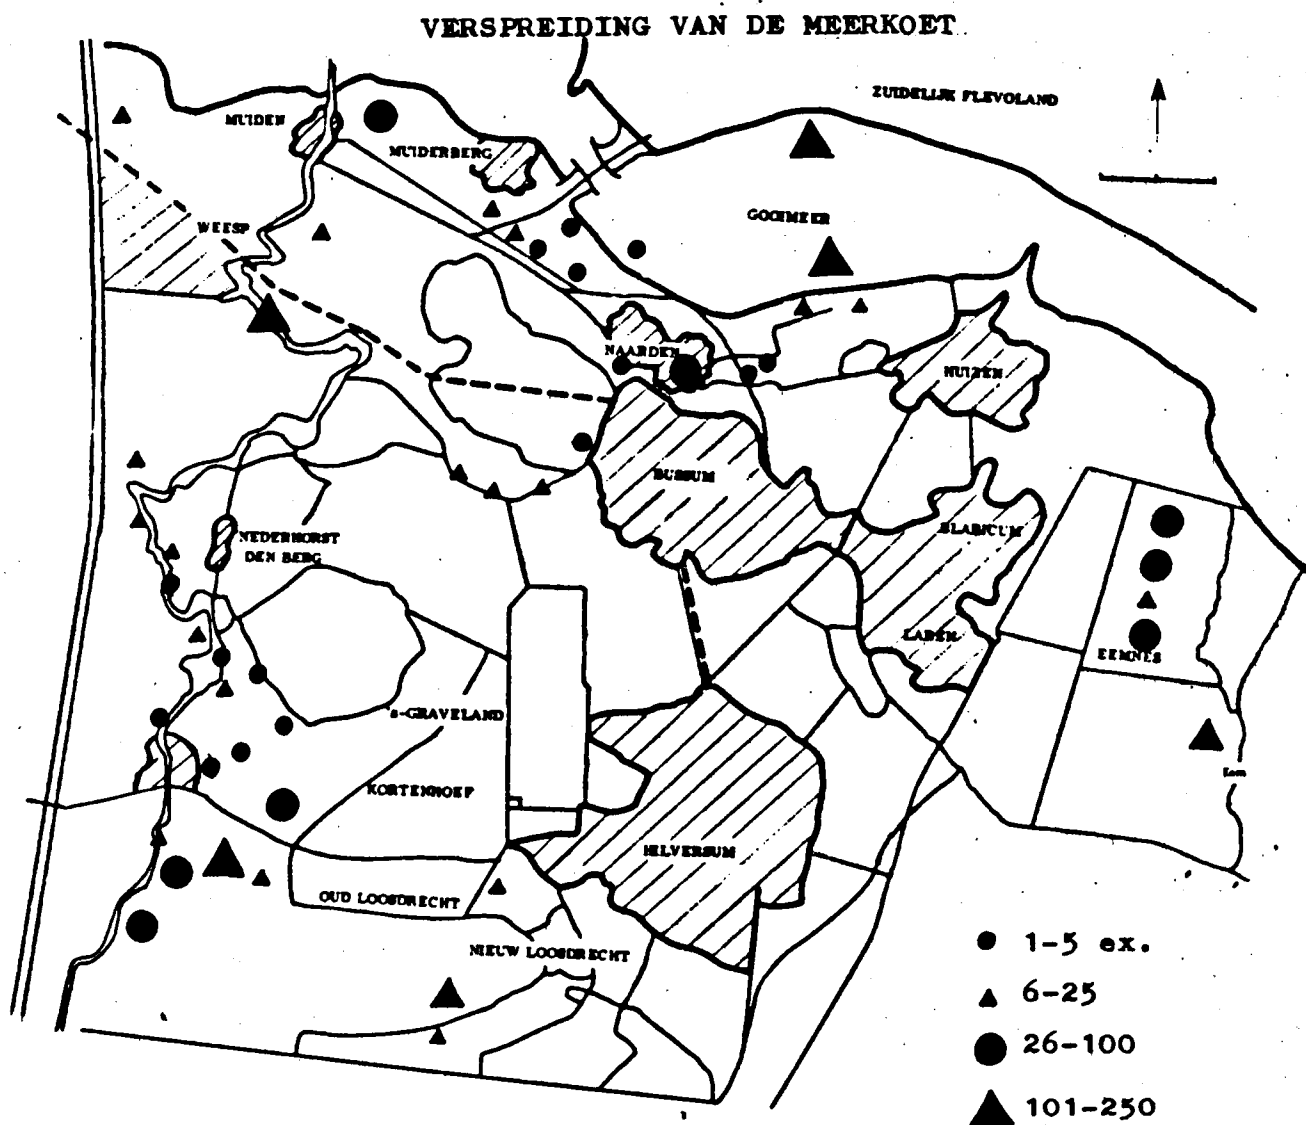 VERSPREIDING VAN DE MEERKOET
ZUIDELIJK FLEVOLAND
MUIDEN
MUIDERBERG
GOOIMEER
WEESP
NAARDEN
HUIZEN
BUSSUM
BLARICUM
NEDERHORST
DEN BERG
LAREN
EEMNES
's-GRAVELAND
Eem
KORTENHOEF
HILVERSUM
OUD LOOSDRECHT
NIEUW LOOSDRECHT
1-5 ex.
6-25
26-100
101-250